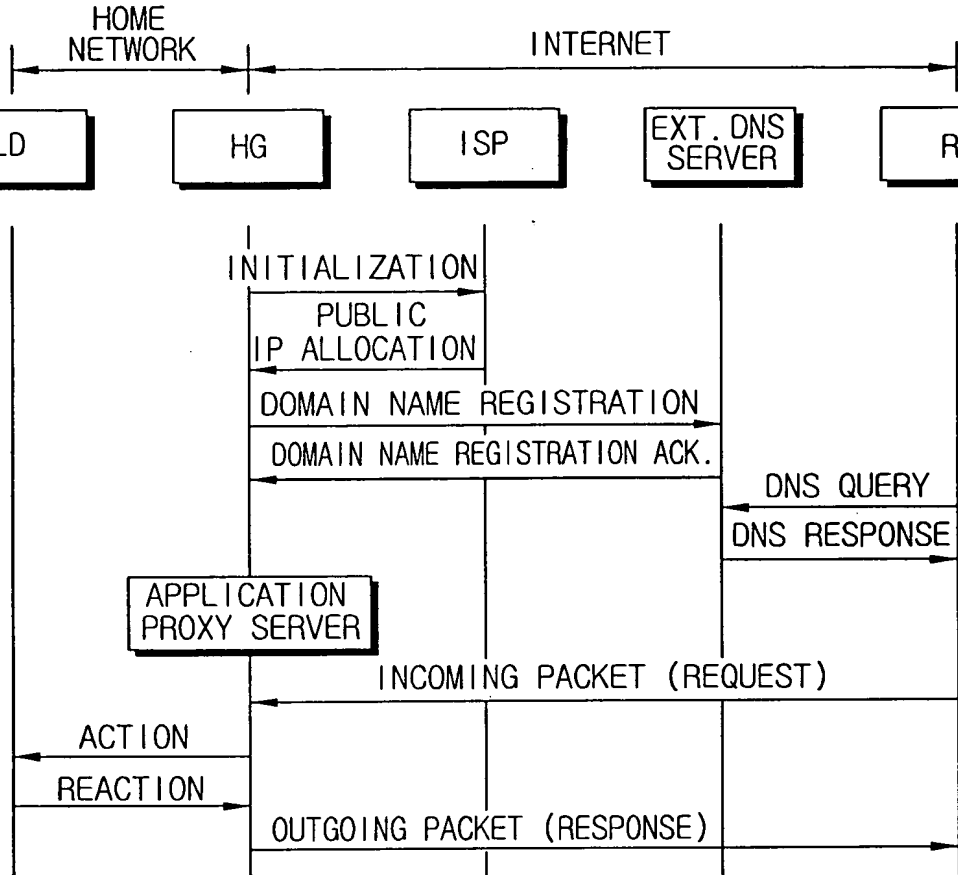 HOME
NETWORK
INTERNET
LD
HG
ISP
EXT. DNS
SERVER
R
INITIALIZATION
PUBLIC
IP ALLOCATION
DOMAIN NAME REGISTRATION
DOMAIN NAME REGISTRATION ACK.
DNS QUERY
DNS RESPONSE
APPLICATION
PROXY SERVER
INCOMING PACKET (REQUEST)
ACTION
REACTION
OUTGOING PACKET (RESPONSE)